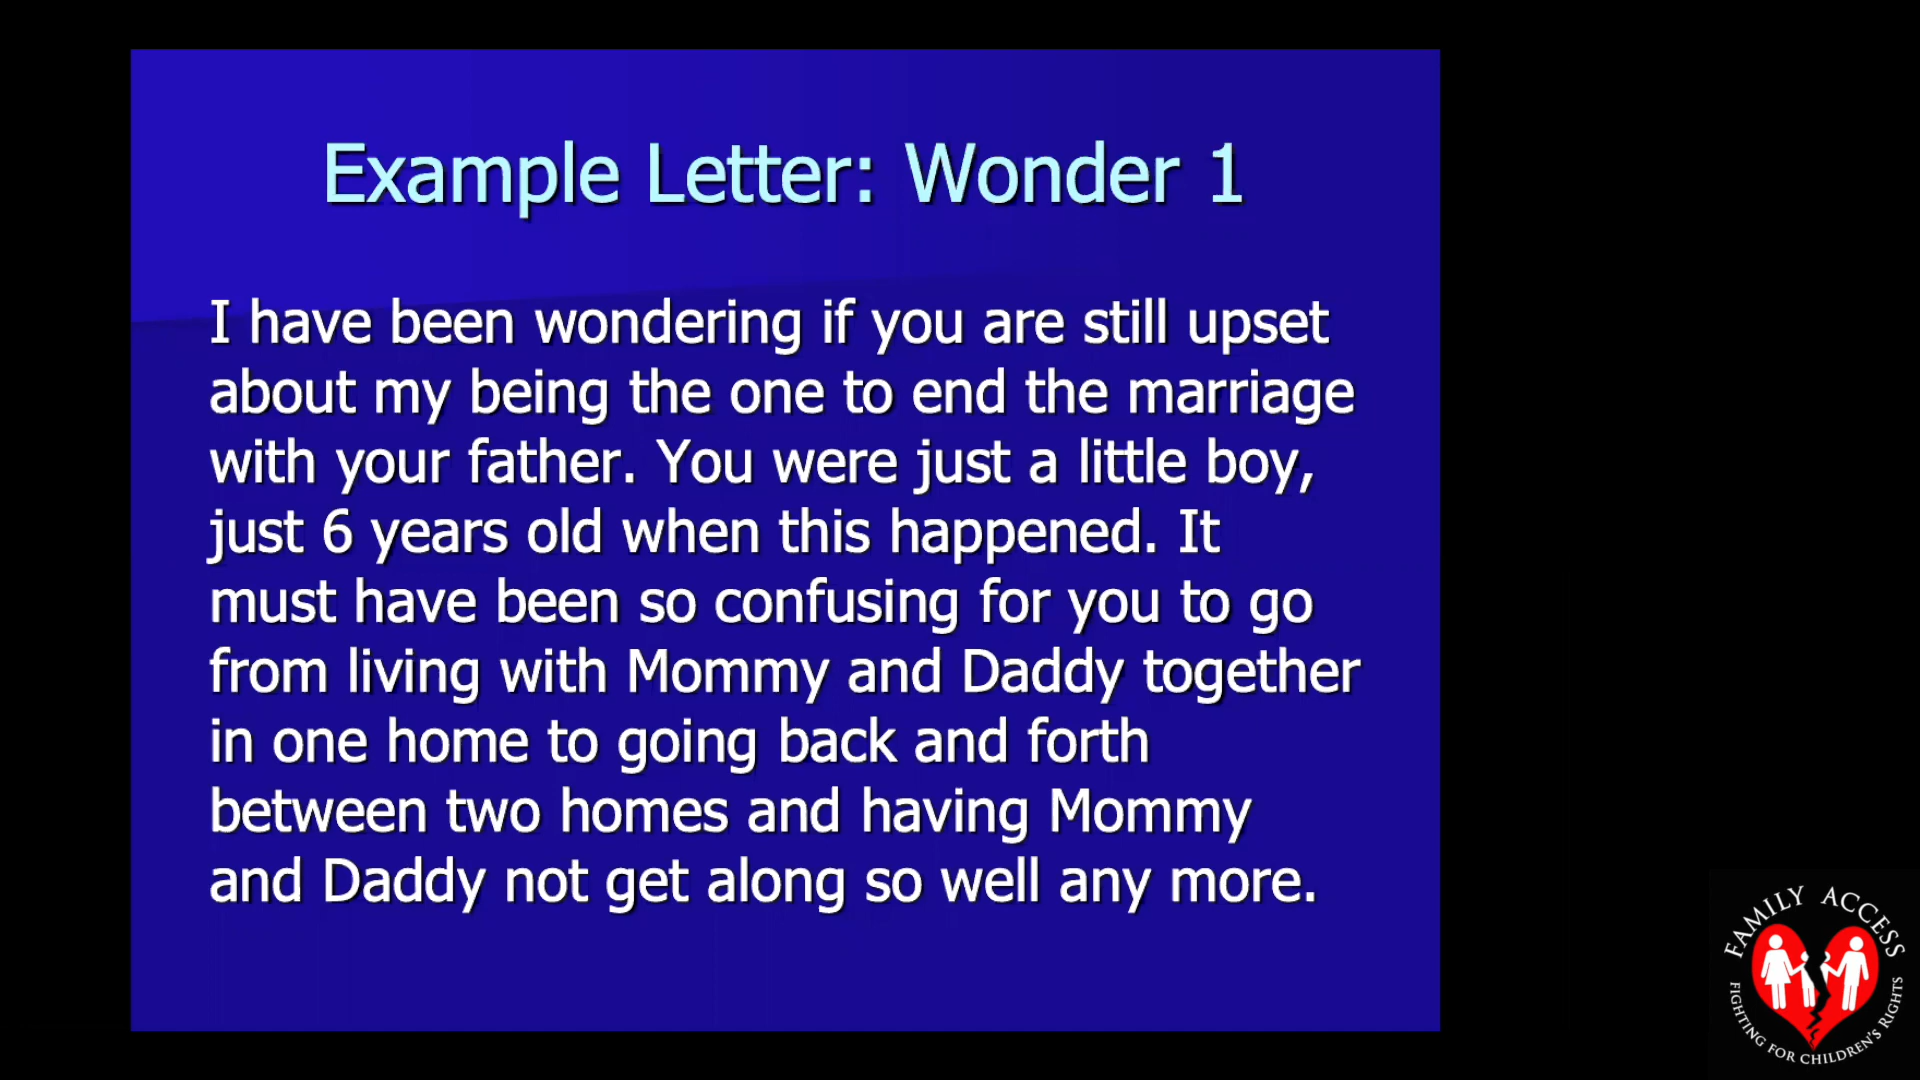 Example Letter: Wonder 1
I have been wondering if you are still upset
about my being the one to end the marriage
with your father. You were just a little boy,
just 6 years old when this happened. It
must have been so confusing for you to go
from living with Mommy and Daddy together
in one home to going back and forth
between two homes and having Mommy
and Daddy not get along so well any more.
FAMILY ACCESS
FIGHTING FOR CHILDREN'S RIGHTS